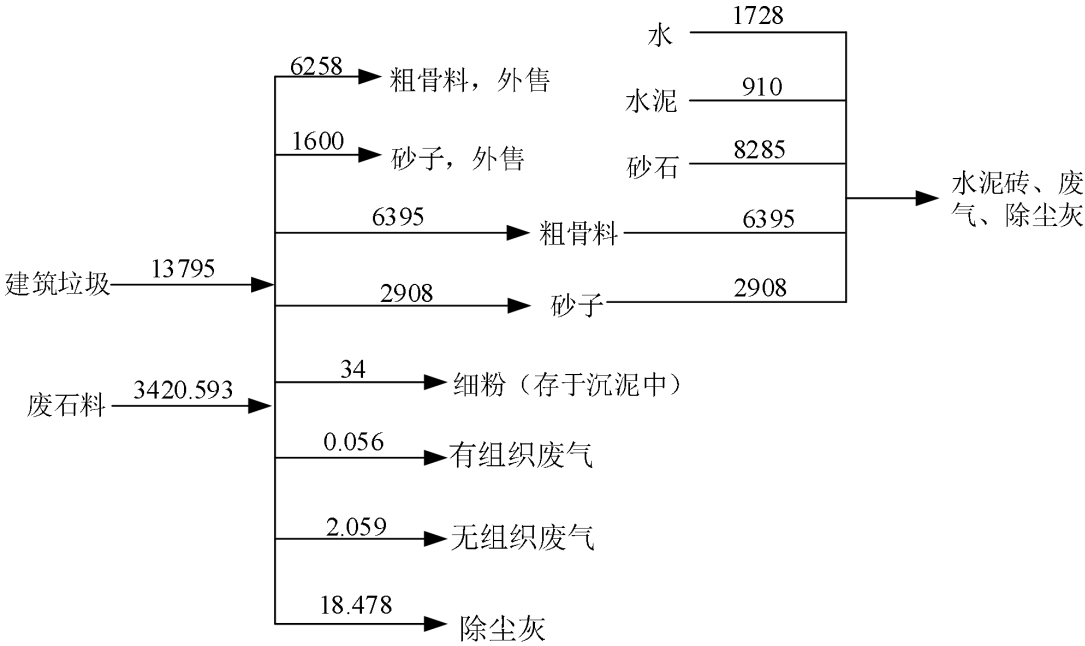 水 1728
6258 粗骨料，外售
水泥 910
1600 砂子，外售
砂石 8285
水泥砖、废
气、除尘灰
6395 粗骨料 6395
建筑垃圾 13795
2908 砂子 2908
34 细粉（存于沉泥中）
废石料 3420.593
0.056 有组织废气
2.059 无组织废气
18.478 除尘灰